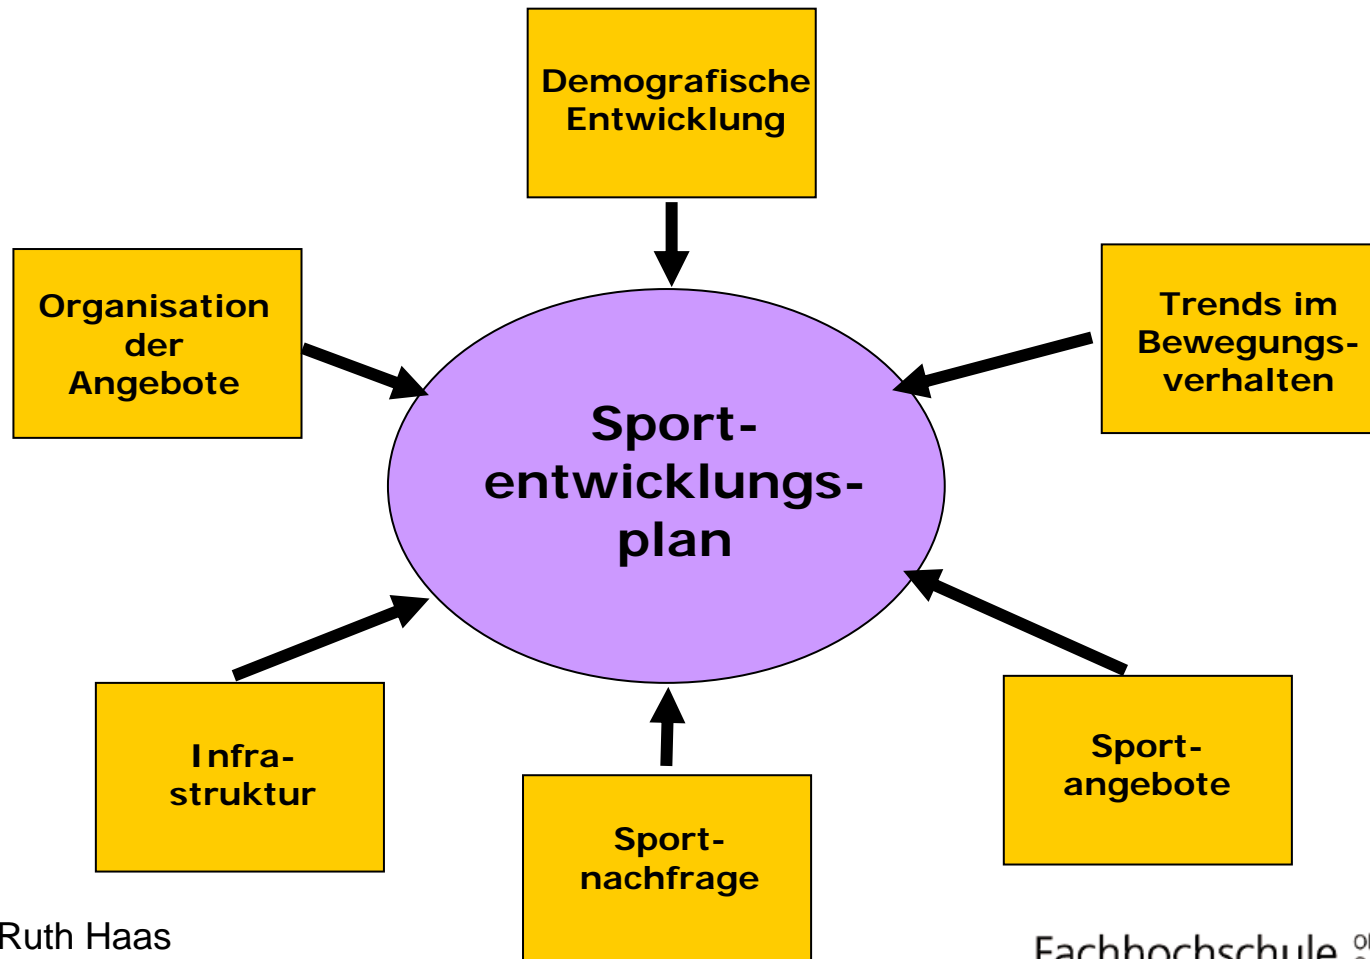 Demografische
Entwicklung
Organisation
der
Angebote
Trends im
Bewegungs-
verhalten
Sport-
entwicklungs-
plan
Infra-
struktur
Sport-
nachfrage
Sport-
angebote
Ruth Haas
Fachhochschule